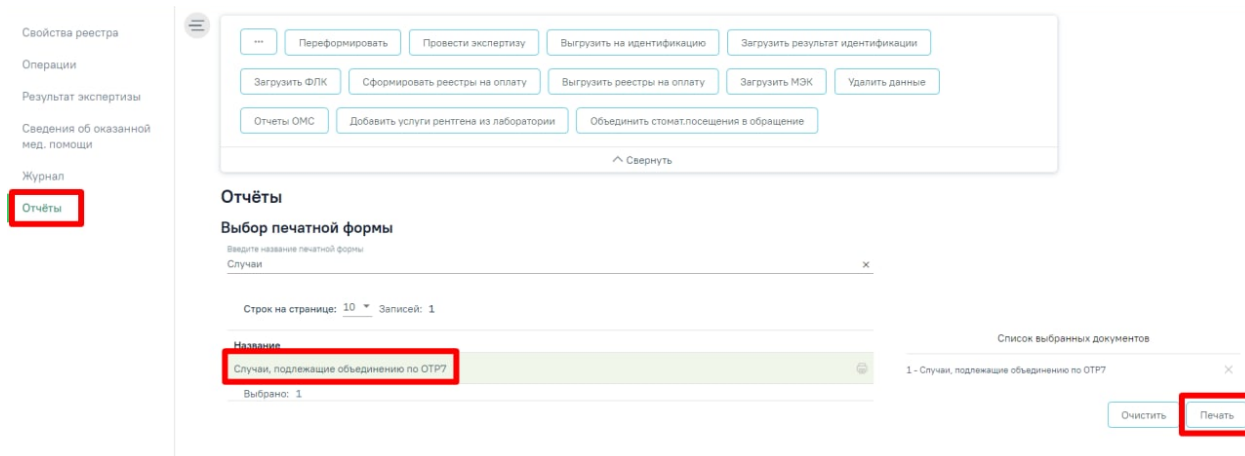 Свойства реестра
Операции
Результат экспертизы
Сведения об оказанной
мед. помощи
Журнал
Отчёты
... Переформировать Провести экспертизу Выгрузить на идентификацию Загрузить результат идентификации
Загрузить ФЛК Сформировать реестры на оплату Выгрузить реестры на оплату Загрузить МЭК Удалить данные
Отчеты ОМС Добавить услуги рентгена из лаборатории Объединить стомат.посещения в обращение
Свернуть
Отчёты
Выбор печатной формы
Введите название печатной формы
Случаи
Строк на странице: 10 Записей: 1
Название
Случаи, подлежащие объединению по ОТР7
Выбрано: 1
Список выбранных документов
1 - Случаи, подлежащие объединению по ОТР7
Очистить Печать